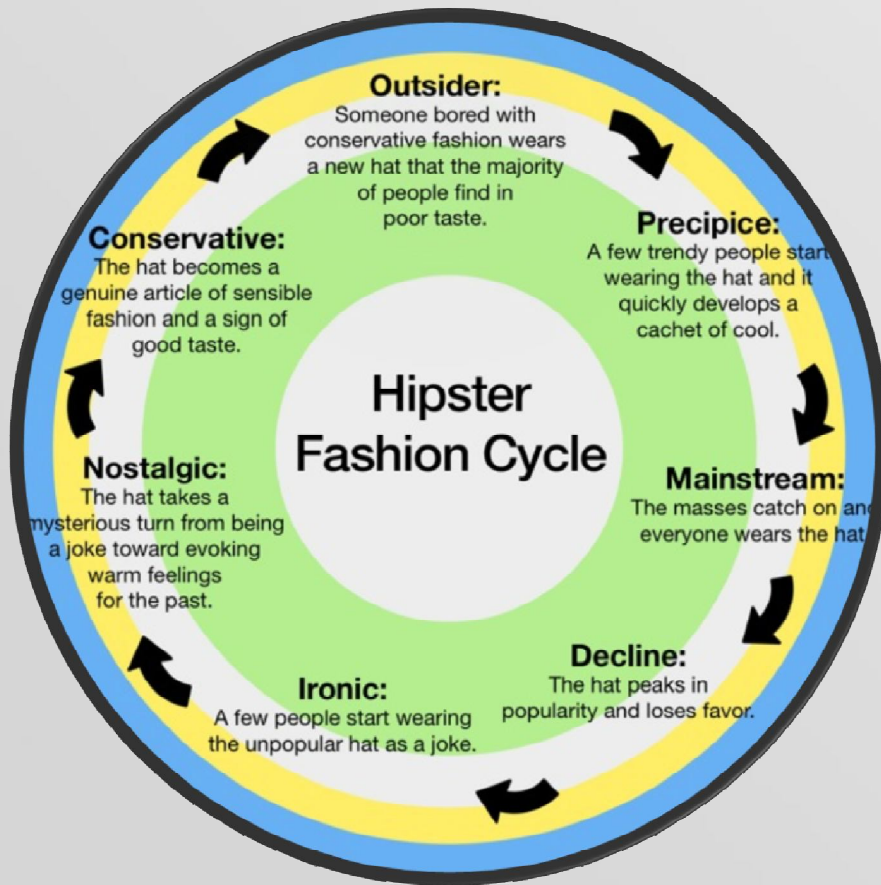 Hipster
Fashion Cycle
Outsider:
Someone bored with
conservative fashion wears
a new hat that the majority
of people find in
poor taste.
Precipice:
A few trendy people start
wearing the hat and it
quickly develops a
cachet of cool.
Mainstream:
The masses catch on and
everyone wears the hat
Decline:
The hat peaks in
popularity and loses favor.
Ironic:
A few people start wearing
the unpopular hat as a joke.
Nostalgic:
The hat takes a
mysterious turn from being
a joke toward evoking
warm feelings
for the past.
Conservative:
The hat becomes a
genuine article of sensible
fashion and a sign of
good taste.